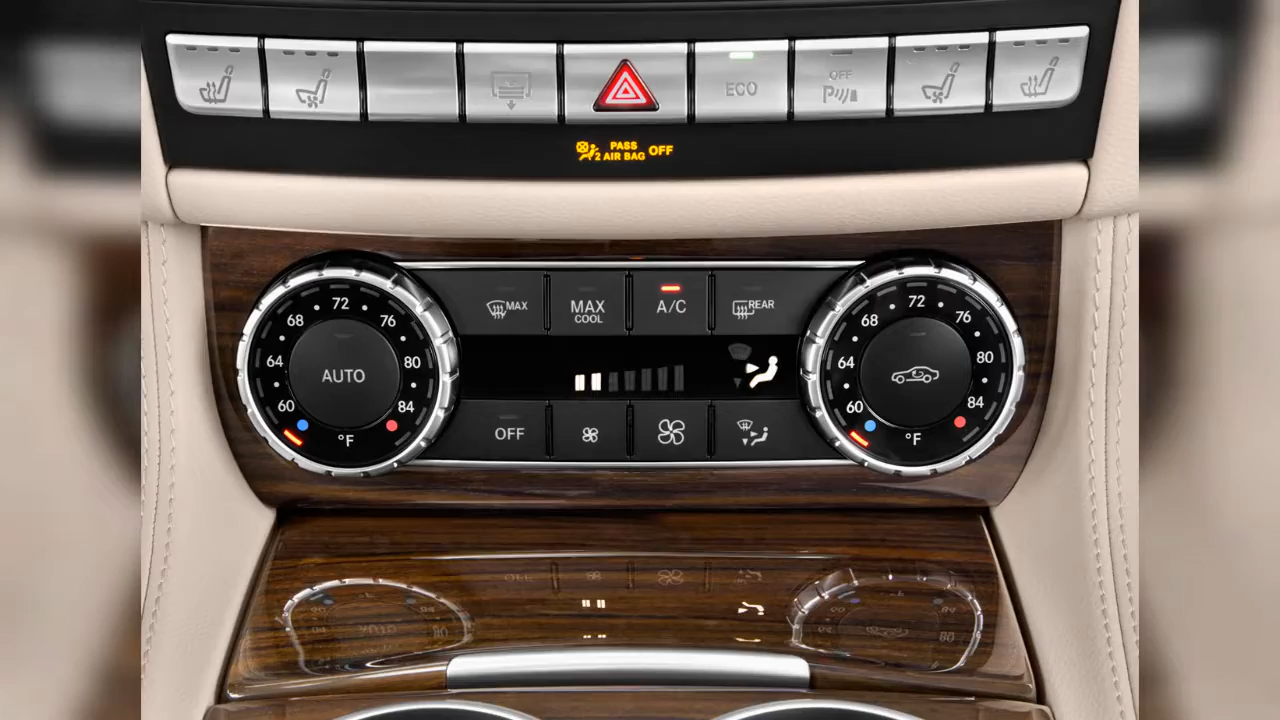 ECO
OFF
PASS
2 AIR BAG OFF
72
68 76
64 80
60 84
°F
AUTO
MAX
MAX
COOL
A/C
REAR
OFF
72
68 76
64 80
60 84
°F